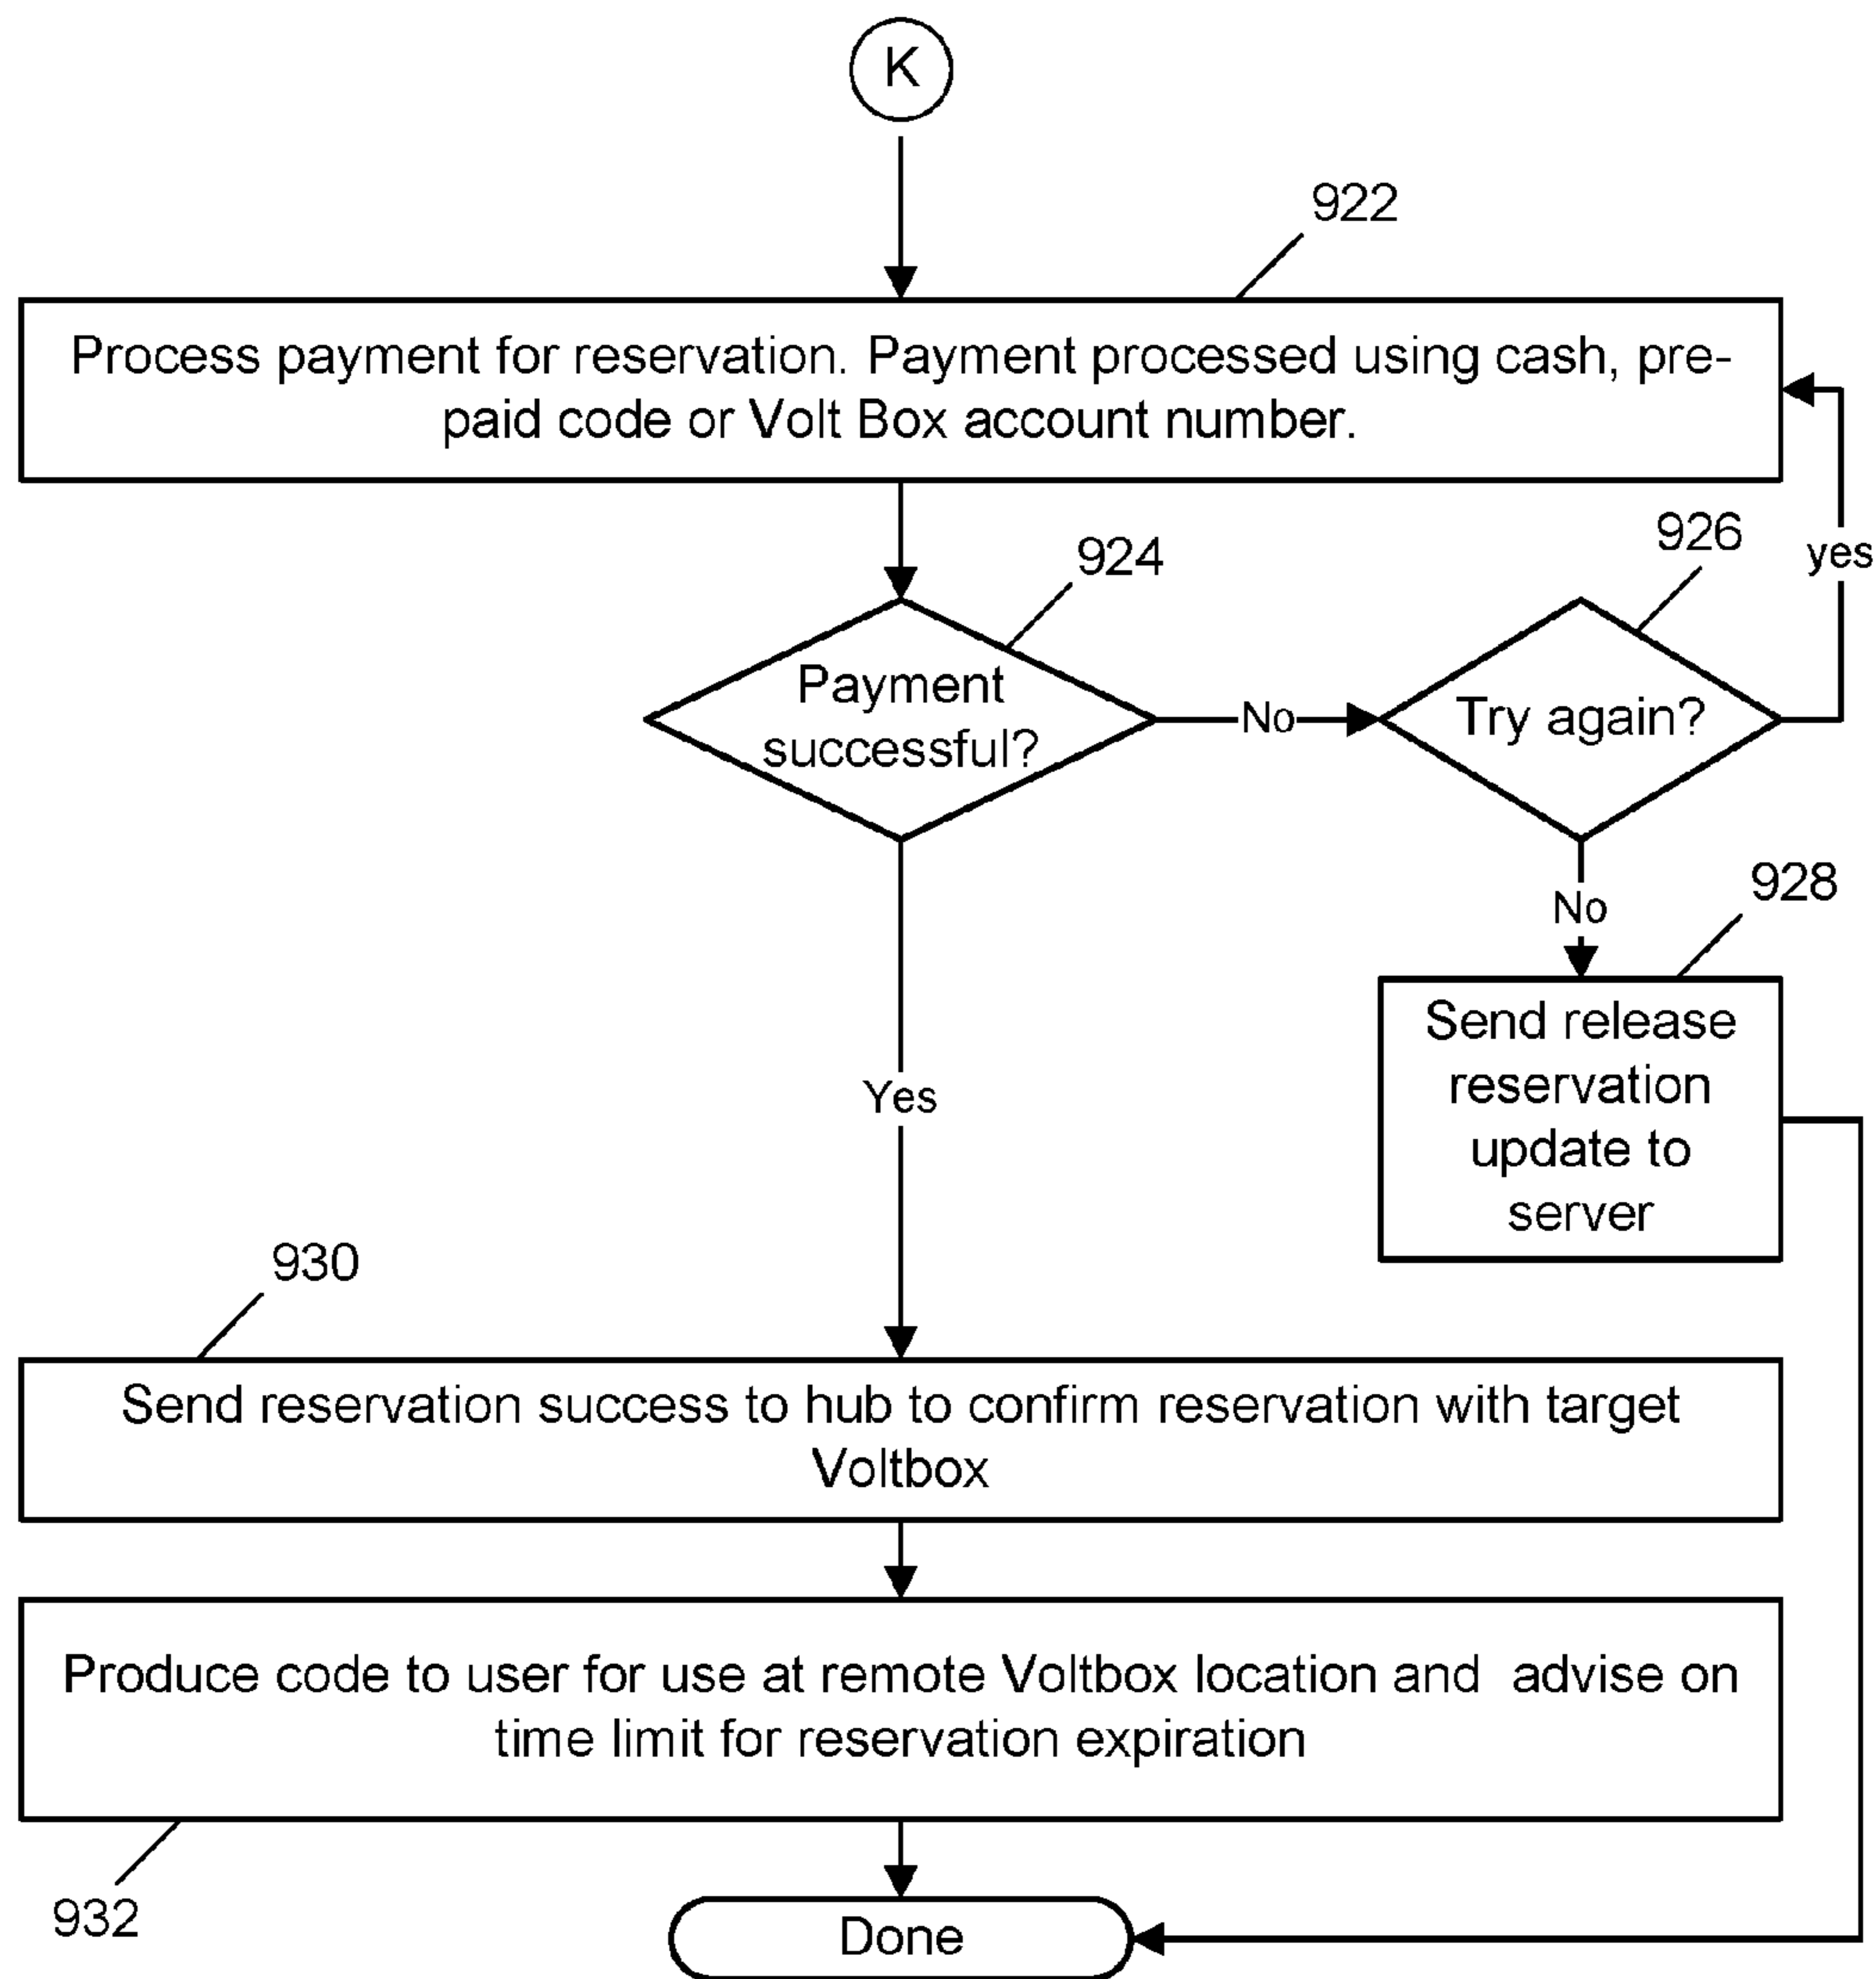 K
922
Process payment for reservation. Payment processed using cash, pre-
paid code or Volt Box account number.
924
926
yes
Payment
successful?
No
Try again?
No
928
Send release
reservation
update to
server
Yes
930
Send reservation success to hub to confirm reservation with target
Voltbox
Produce code to user for use at remote Voltbox location and  advise on
time limit for reservation expiration
932
Done